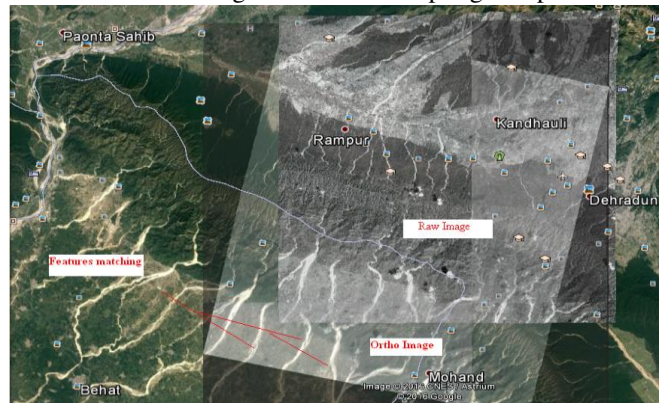 Paonta Sahib
Kandhauli
Rampur
Dehradun
Raw Image
Features matching
Ortho Image
Behat
Mohand
Image © 2016 CNES / Astrium
© 2016 Google